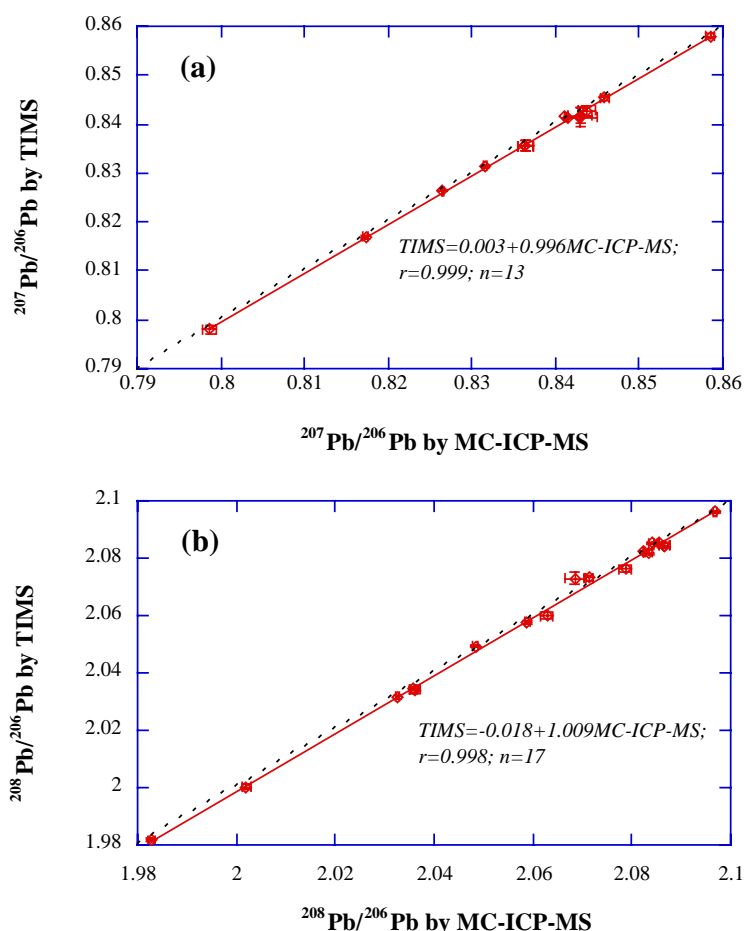 0.86
0.85
0.84
0.83
0.82
0.81
0.8
0.79
²⁰⁷Pb/²⁰⁶Pb by TIMS
(a)
TIMS=0.003+0.996MC-ICP-MS;
r=0.999; n=13
0.79 0.8 0.81 0.82 0.83 0.84 0.85 0.86
²⁰⁷Pb/²⁰⁶Pb by MC-ICP-MS
2.1
2.08
2.06
2.04
2.02
2
1.98
²⁰⁸Pb/²⁰⁶Pb by TIMS
(b)
TIMS=-0.018+1.009MC-ICP-MS;
r=0.998; n=17
1.98 2 2.02 2.04 2.06 2.08 2.1
²⁰⁸Pb/²⁰⁶Pb by MC-ICP-MS